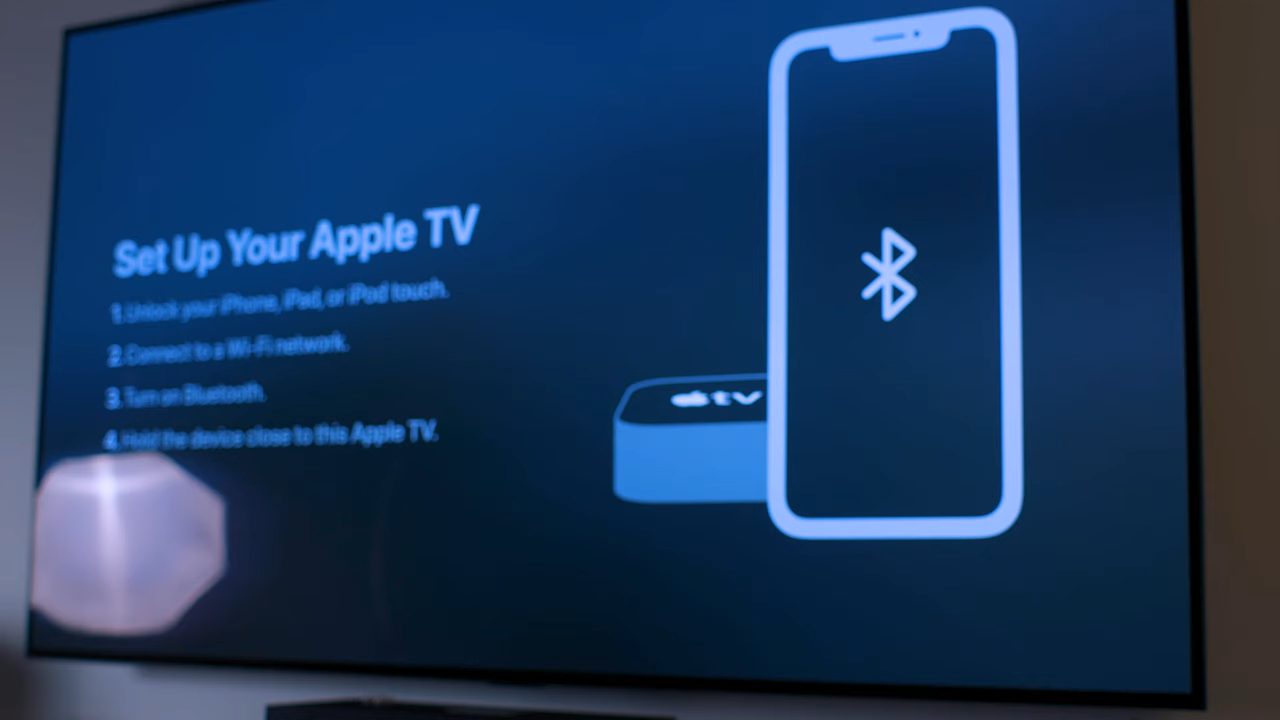 Set Up Your Apple TV
1. Unlock your iPhone, iPad, or iPod touch.
2. Connect to a Wi-Fi network.
3. Turn on Bluetooth.
4. Hold the device close to this Apple TV.
tv